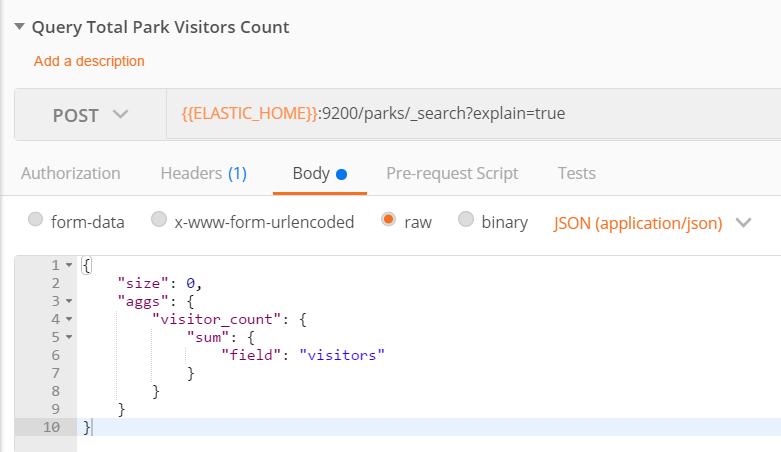 Query Total Park Visitors Count
Add a description
POST {{ELASTIC_HOME}}:9200/parks/_search?explain=true
Authorization Headers (1) Body Pre-request Script Tests
form-data x-www-form-urlencoded raw binary JSON (application/json)
1 {
2 "size": 0,
3 "aggs": {
4 "visitor_count": {
5 "sum": {
6 "field": "visitors"
7 }
8 }
9 }
10 }